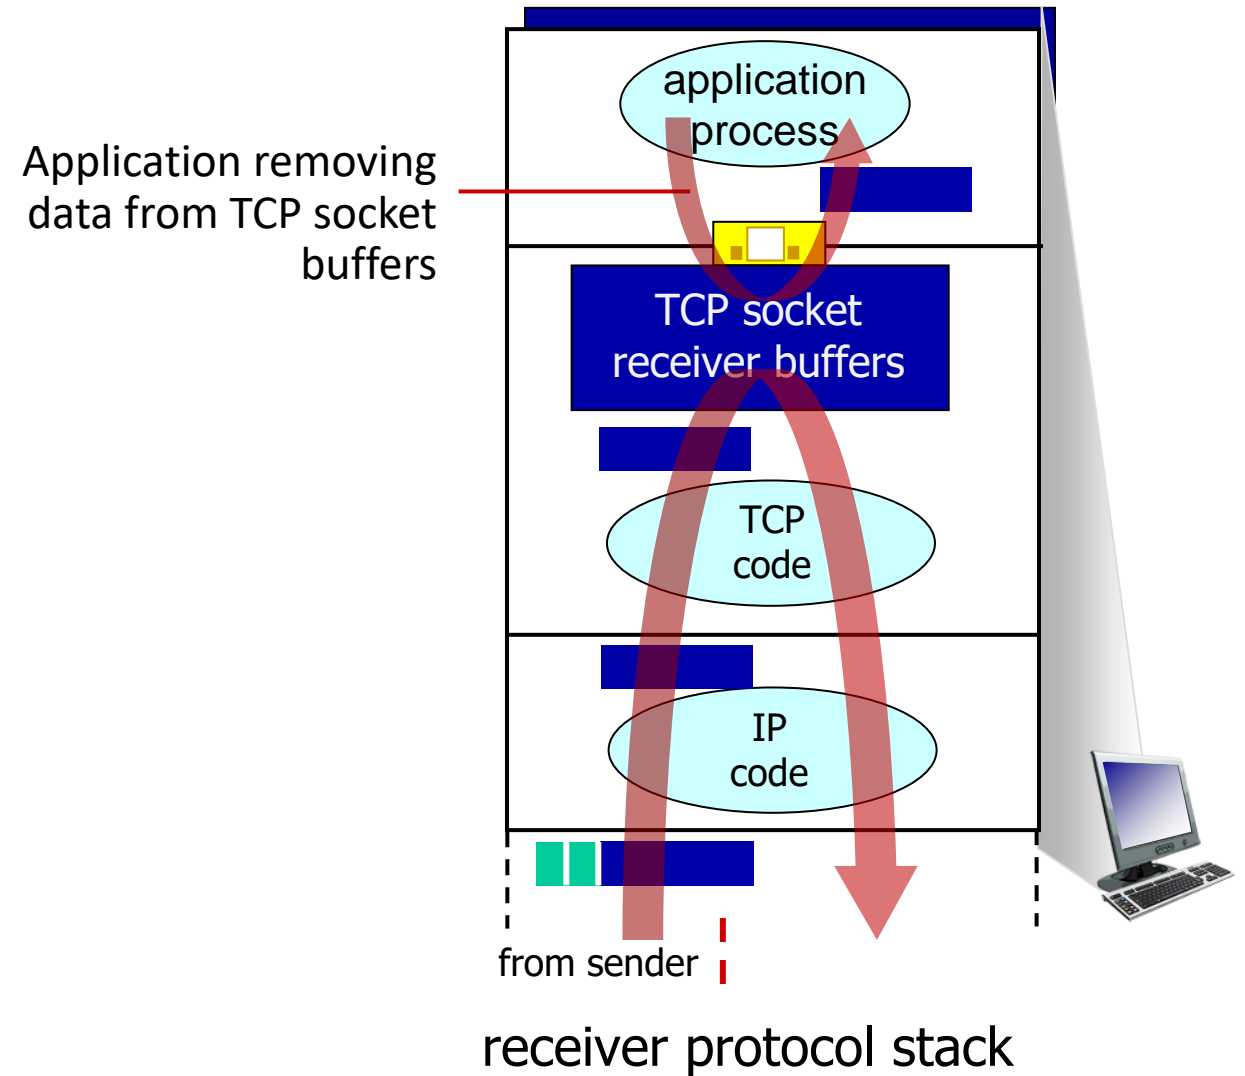 application
process
Application removing
data from TCP socket
buffers
TCP socket
receiver buffers
TCP
code
IP
code
from sender
receiver protocol stack